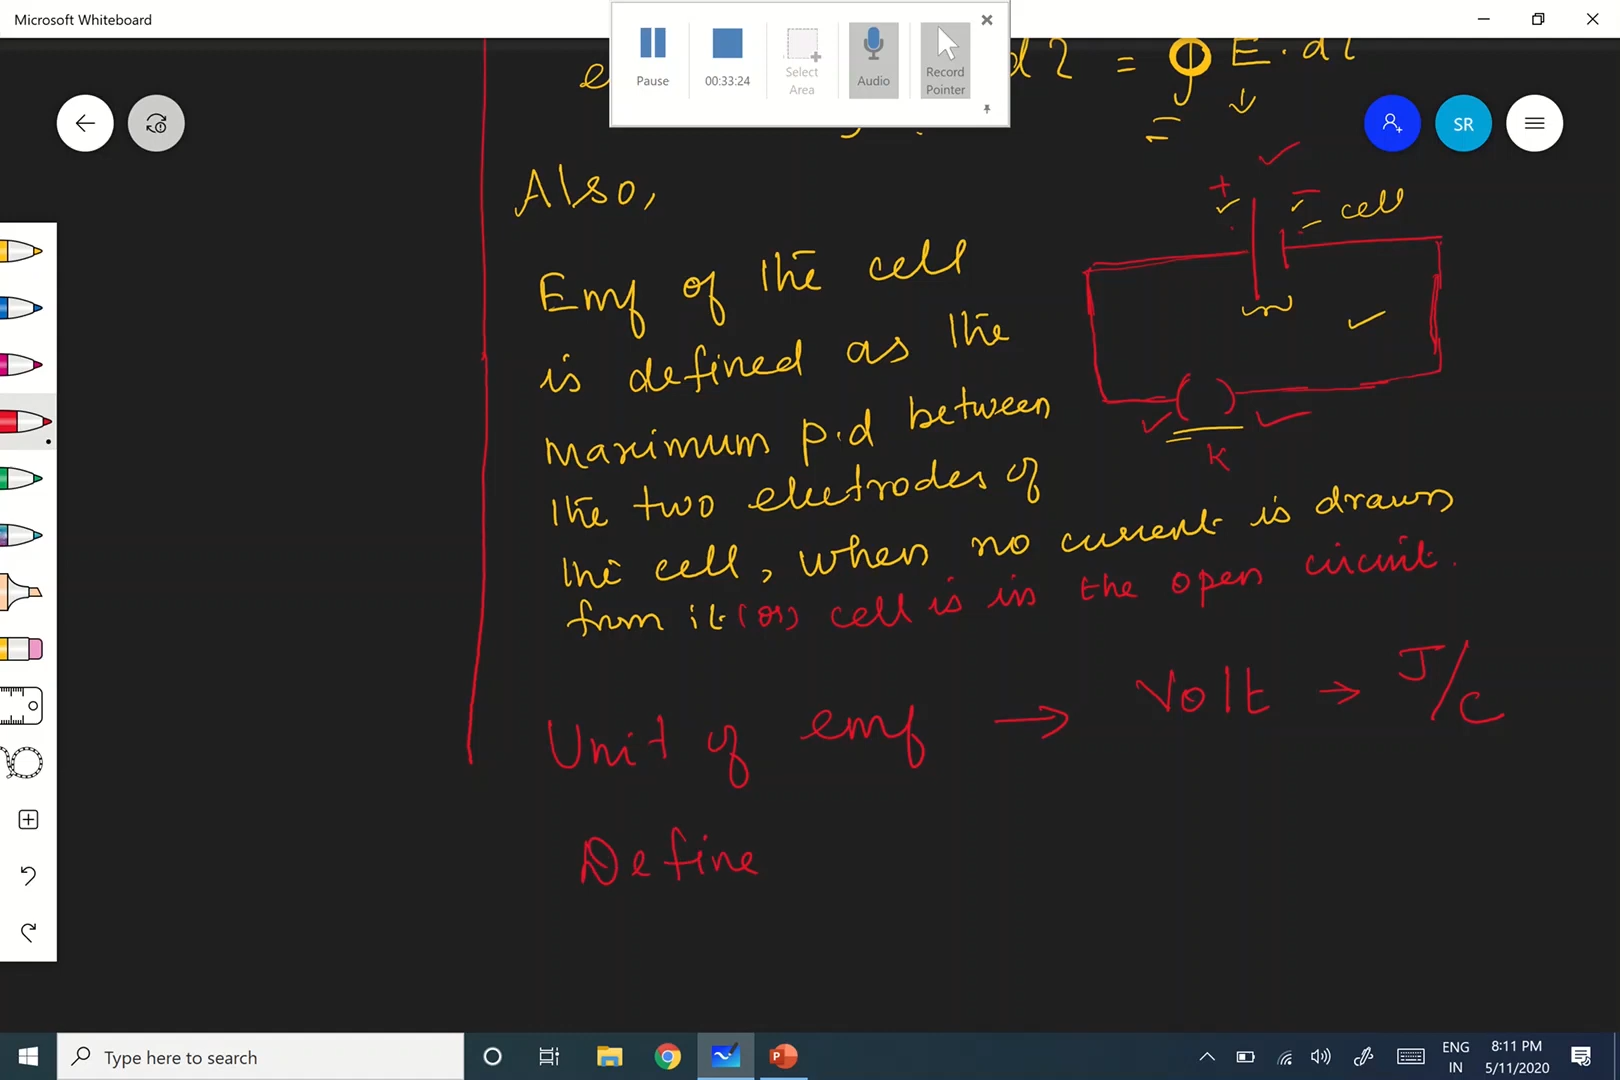 Microsoft Whiteboard
Pause
00:33:24
Select Area
Audio
Record Pointer
= ∮ E · dl
SR
Also,
+
cell
Emf of the cell
is defined as the
maximum p.d between
the two electrodes of
the cell, when no current is drawn
from it (or) cell is in the open circuit.
K
Unit of emf → Volt → J/C
Define
Type here to search
ENG
IN
8:11 PM
5/11/2020